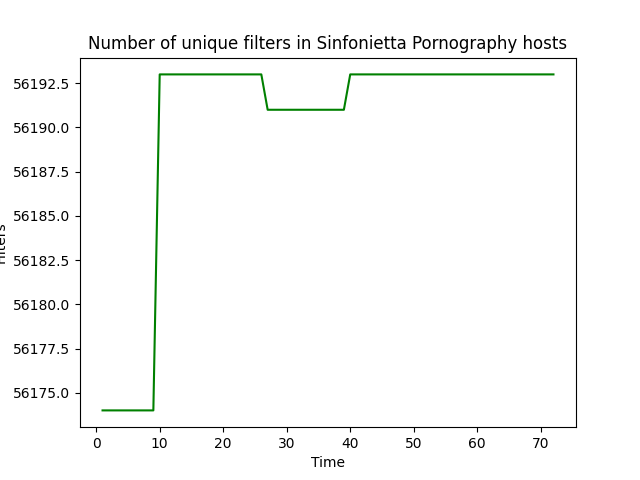 Number of unique filters in Sinfonietta Pornography hosts
56192.5
56190.0
56187.5
56185.0
56182.5
56180.0
56177.5
56175.0
Filters
0 10 20 30 40 50 60 70
Time